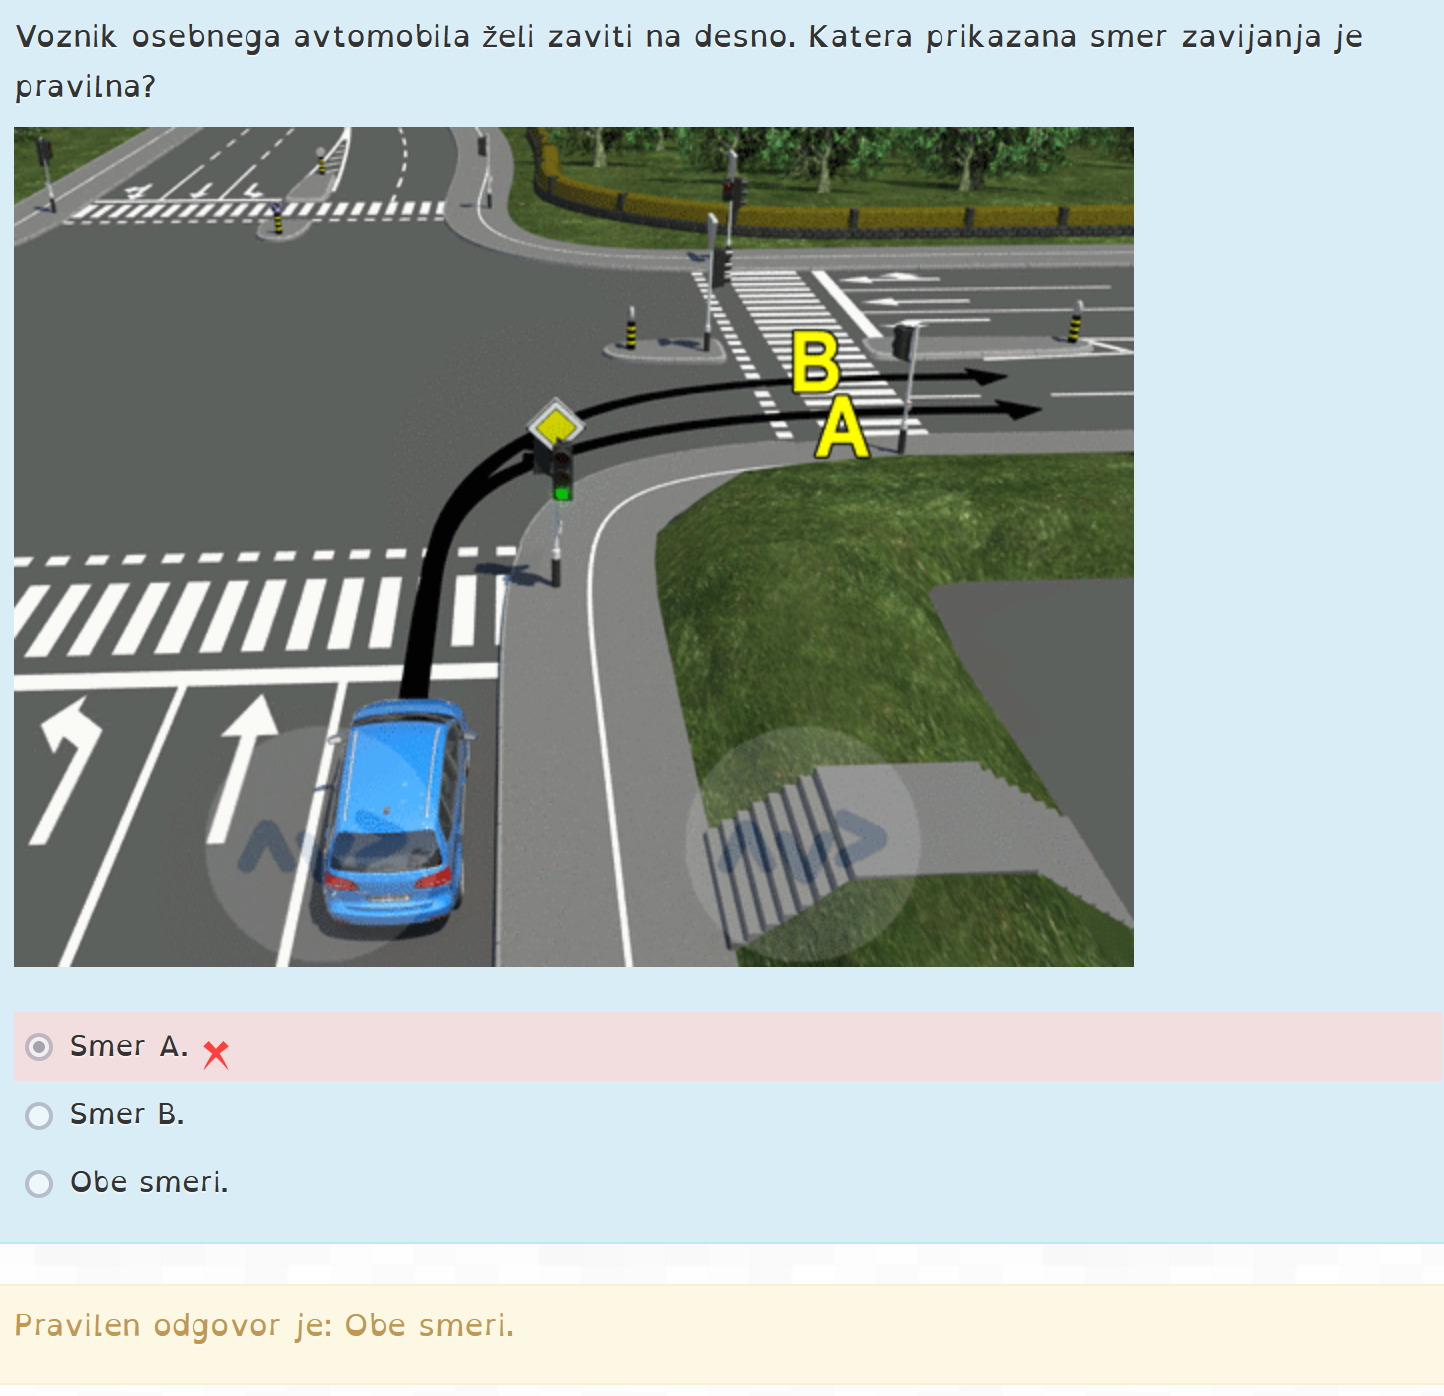 Voznik osebnega avtomobila želi zaviti na desno. Katera prikazana smer zavijanja je
pravilna?
B
A
Smer A.
Smer B.
Obe smeri.
Pravilen odgovor je: Obe smeri.